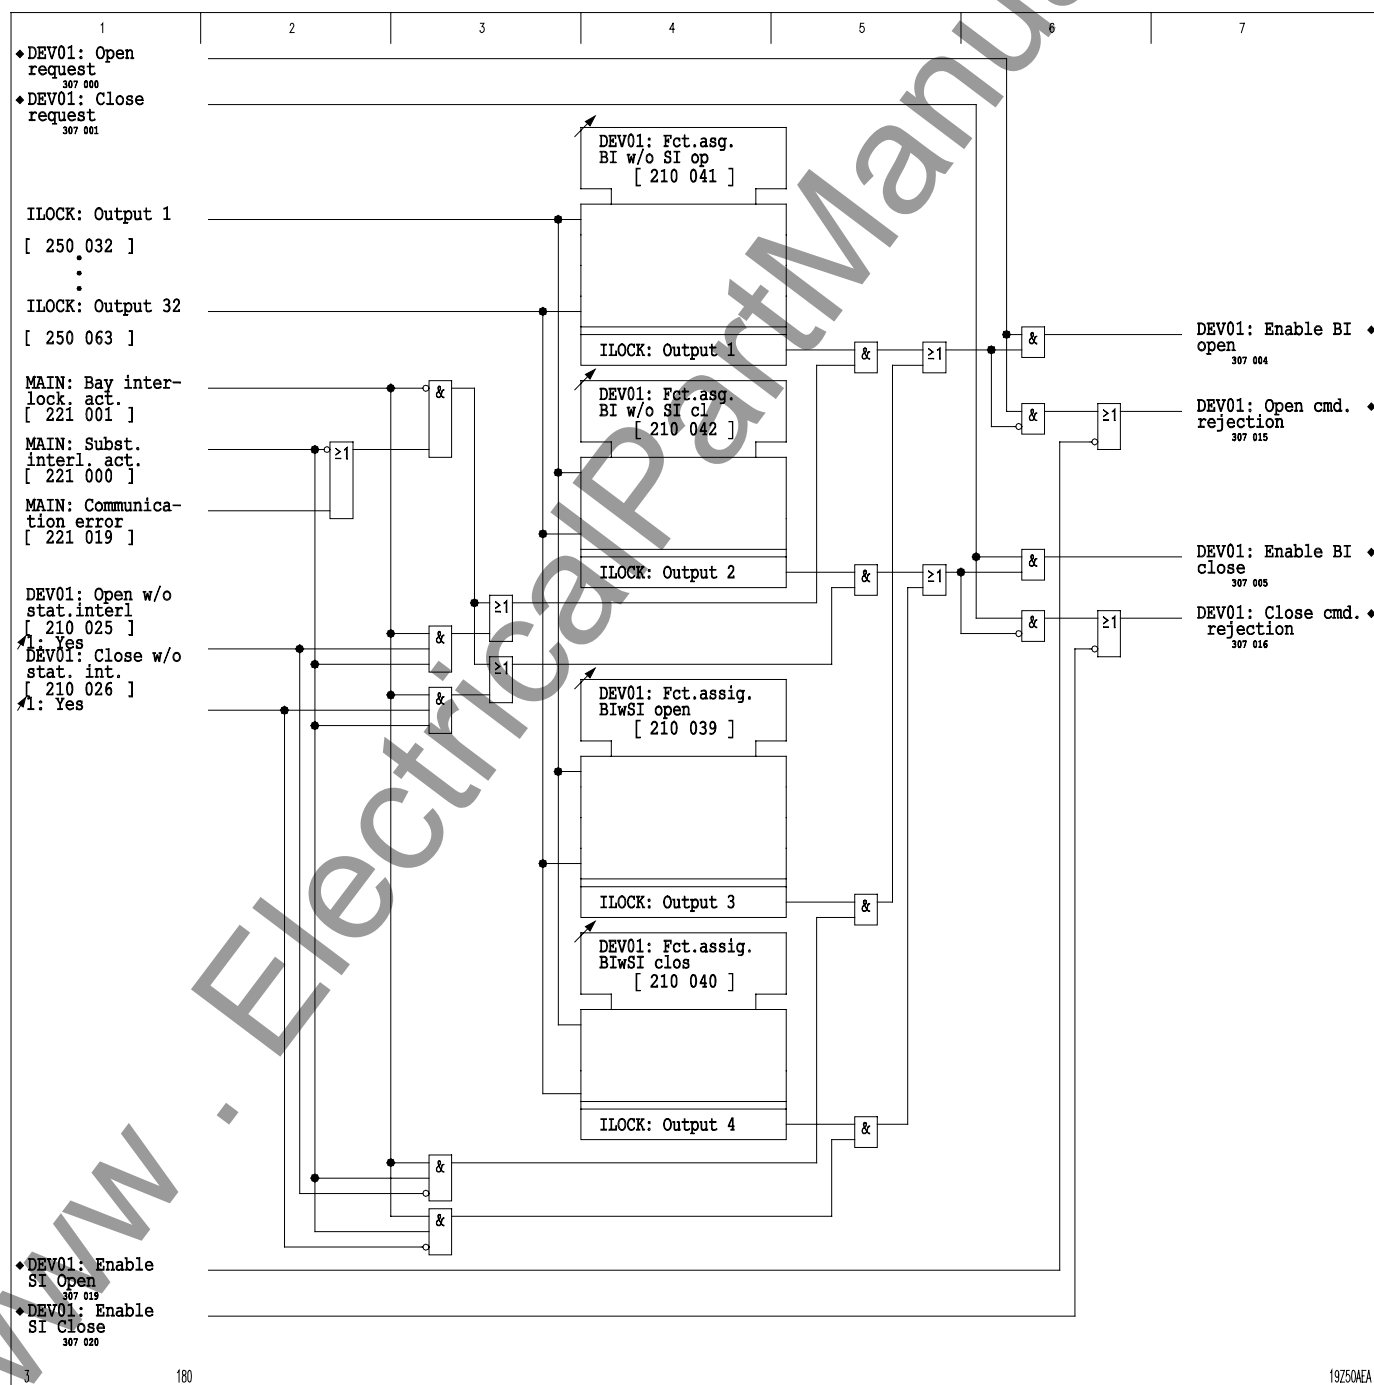 1 2 3 4 5 6 7
DEV01: Open
request
307 000
DEV01: Close
request
307 001
ILOCK: Output 1
[ 250 032 ]
ILOCK: Output 32
[ 250 063 ]
MAIN: Bay inter-
lock. act.
[ 221 001 ]
MAIN: Subst.
interl. act.
[ 221 000 ]
MAIN: Communica-
tion error
[ 221 019 ]
DEV01: Open w/o
stat.interl
[ 210 025 ]
1: Yes
DEV01: Close w/o
stat. int.
[ 210 026 ]
1: Yes
DEV01: Enable
SI Open
307 019
DEV01: Enable
SI Close
307 020
&
≥1
≥1
&
≥1
&
&
&
DEV01: Fct.asg.
BI w/o SI op
[ 210 041 ]
ILOCK: Output 1
DEV01: Fct.asg.
BI w/o SI cl
[ 210 042 ]
ILOCK: Output 2
DEV01: Fct.assig.
BIwSI open
[ 210 039 ]
ILOCK: Output 3
DEV01: Fct.assig.
BIwSI clos
[ 210 040 ]
ILOCK: Output 4
& ≥1
& ≥1
&
&
&
& ≥1
&
& ≥1
DEV01: Enable BI
open
307 004
DEV01: Open cmd.
rejection
307 015
DEV01: Enable BI
close
307 005
DEV01: Close cmd.
rejection
307 016
3 180 19Z50AEA
www . ElectricalPartManu